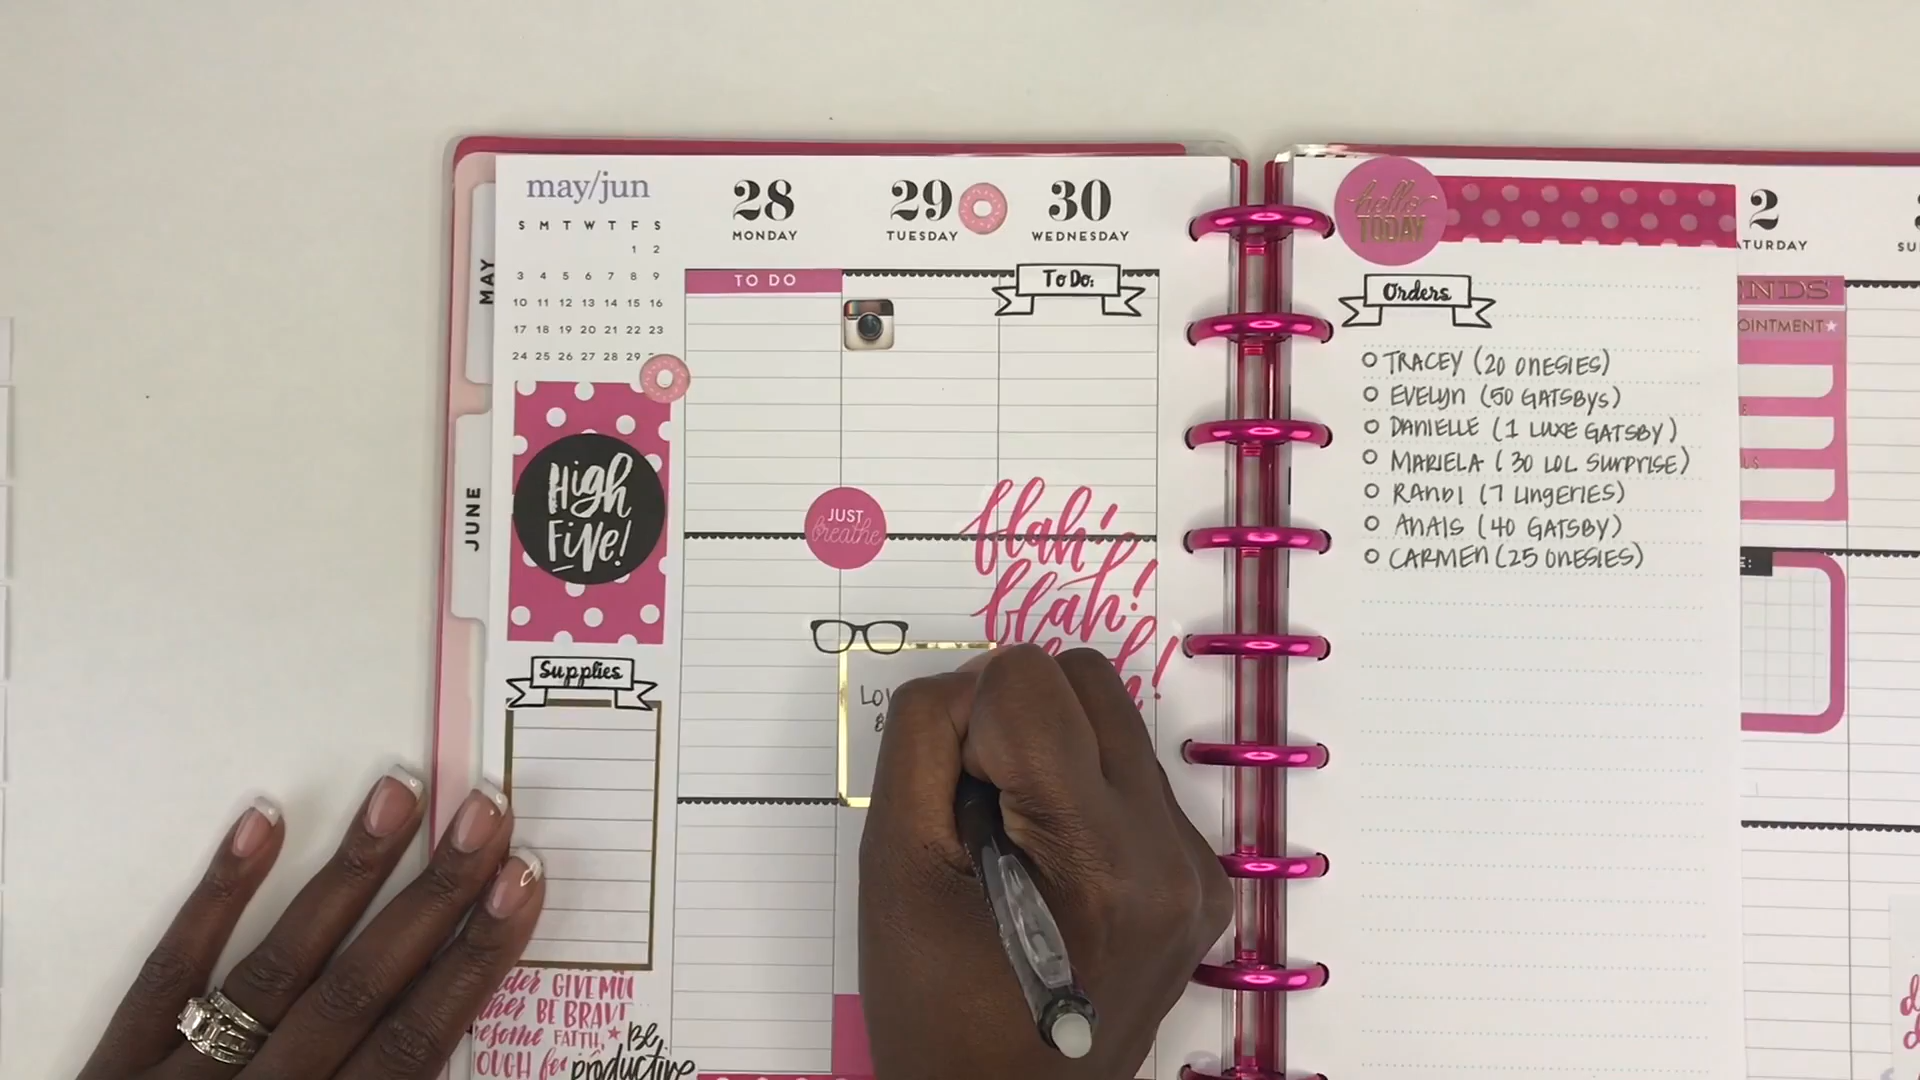 may/jun
S M T W T F S
1 2
3 4 5 6 7 8 9
10 11 12 13 14 15 16
17 18 19 20 21 22 23
24 25 26 27 28 29
MAY
JUNE
High
Five!
Supplies
GIVE
BE BRAVE
FAITH, Be
for productive
28
MONDAY
29
TUESDAY
30
WEDNESDAY
TO DO
To Do:
JUST
breathe
blah!
blah!
hello
TODAY
Orders
TRACEY (20 ONESIES)
EVELYN (50 GATSBYS)
DANIELLE (1 LUXE GATSBY)
MARIELA (30 LOL SURPRISE)
RANDI (7 LINGERIES)
ANAIS (40 GATSBY)
CARMEN (25 ONESIES)
2